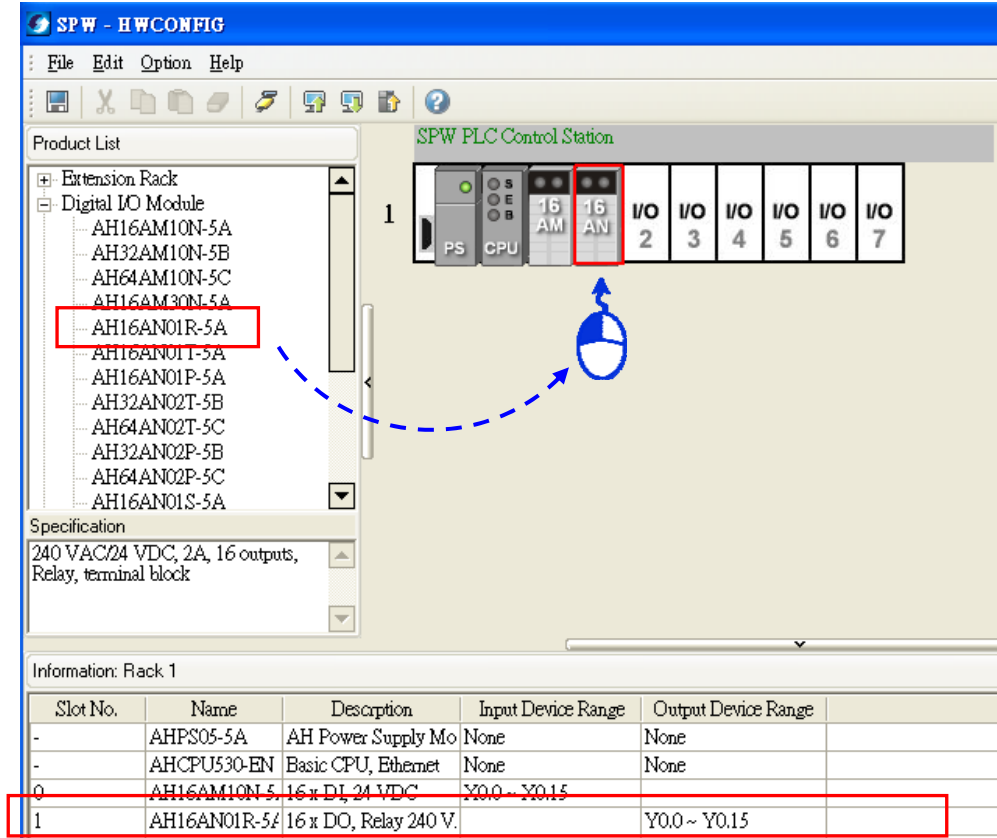 SPW - HWCONFIG
File Edit Option Help
Product List
Extension Rack
Digital I/O Module
AH16AM10N-5A
AH32AM10N-5B
AH64AM10N-5C
AH16AM30N-5A
AH16AN01R-5A
AH16AN01T-5A
AH16AN01P-5A
AH32AN02T-5B
AH64AN02T-5C
AH32AN02P-5B
AH64AN02P-5C
AH16AN01S-5A
Specification
240 VAC/24 VDC, 2A, 16 outputs,
Relay, terminal block
SPW PLC Control Station
1
PS
S
E
B
CPU
16
AM
16
AN
I/O I/O I/O I/O I/O I/O
2 3 4 5 6 7
Information: Rack 1
Slot No. Name Descrption Input Device Range Output Device Range
- AHPS05-5A AH Power Supply Mo None None
- AHCPU530-EN Basic CPU, Ethernet None None
0 AH16AM10N-5 16 x DI, 24 VDC X0.0 ~ X0.15
1 AH16AN01R-5A 16 x DO, Relay 240 V. Y0.0 ~ Y0.15